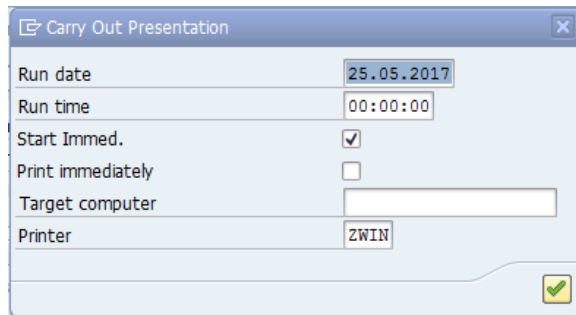 Carry Out Presentation
Run date 25.05.2017
Run time 00:00:00
Start Immed.
Print immediately
Target computer
Printer ZWIN